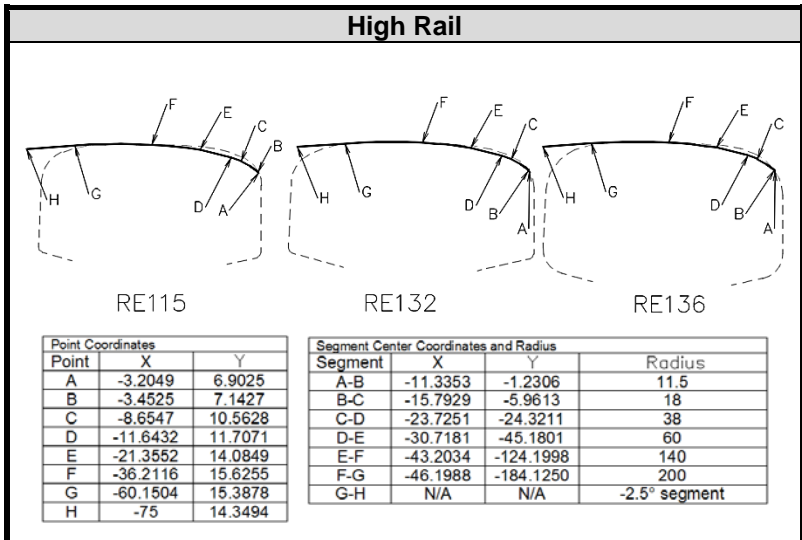 High Rail
F E C B H G D A
F E C H G D B A
F E C H G D B A
RE115 RE132 RE136
Point Coordinates
Point X Y
A -3.2049 6.9025
B -3.4525 7.1427
C -8.6547 10.5628
D -11.6432 11.7071
E -21.3552 14.0849
F -36.2116 15.6255
G -60.1504 15.3878
H -75 14.3494
Segment Center Coordinates and Radius
Segment X Y Radius
A-B -11.3353 -1.2306 11.5
B-C -15.7929 -5.9613 18
C-D -23.7251 -24.3211 38
D-E -30.7181 -45.1801 60
E-F -43.2034 -124.1998 140
F-G -46.1988 -184.1250 200
G-H N/A N/A -2.5° segment